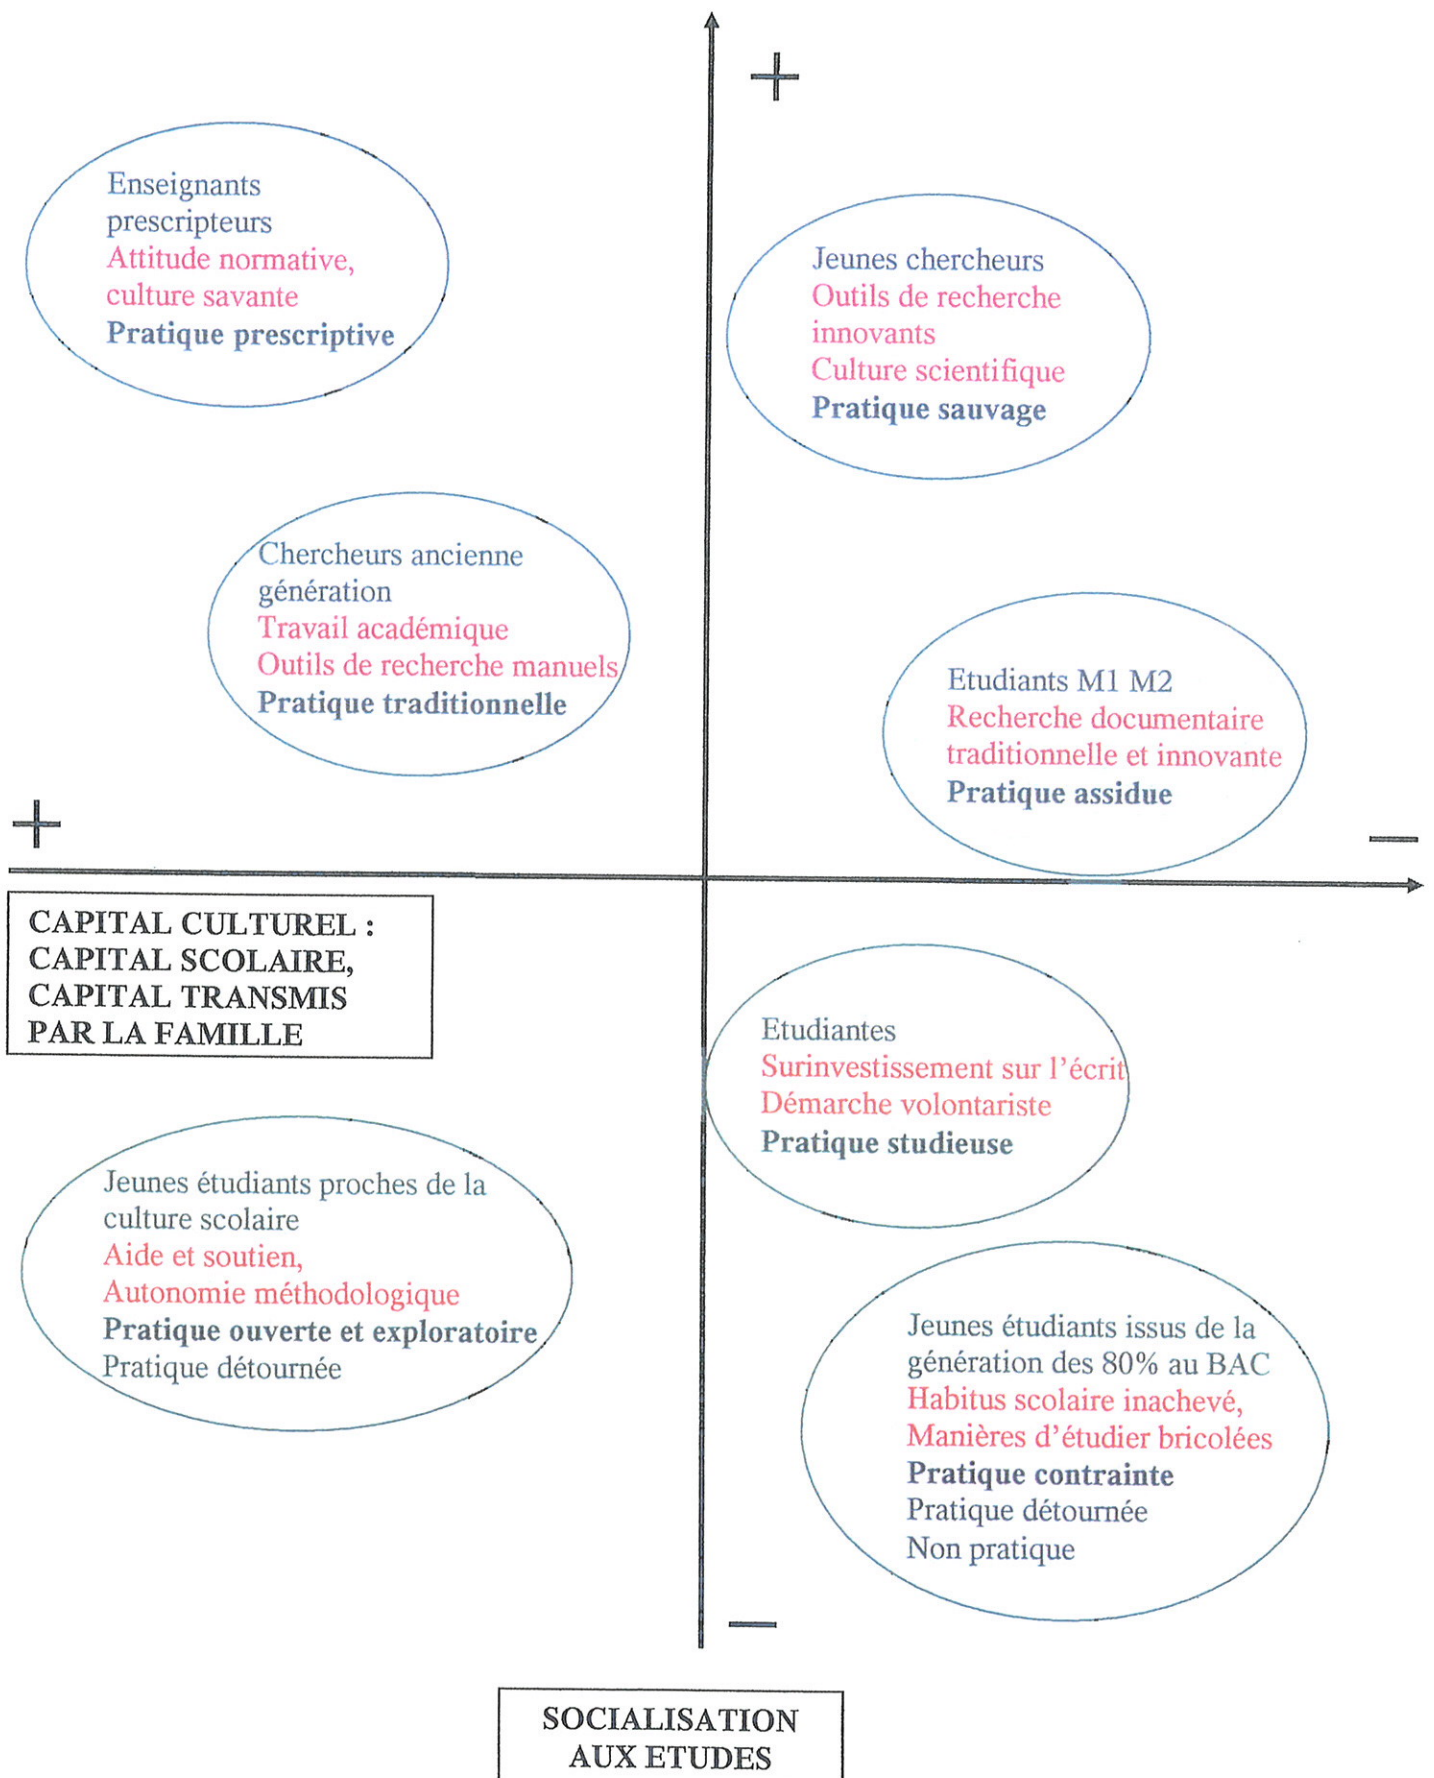 +
Enseignants
prescripteurs
Attitude normative,
culture savante
Pratique prescriptive
Jeunes chercheurs
Outils de recherche
innovants
Culture scientifique
Pratique sauvage
Chercheurs ancienne
génération
Travail académique
Outils de recherche manuels
Pratique traditionnelle
Etudiants M1 M2
Recherche documentaire
traditionnelle et innovante
Pratique assidue
+
−
CAPITAL CULTUREL :
CAPITAL SCOLAIRE,
CAPITAL TRANSMIS
PAR LA FAMILLE
Etudiantes
Surinvestissement sur l’écrit
Démarche volontariste
Pratique studieuse
Jeunes étudiants proches de la
culture scolaire
Aide et soutien,
Autonomie méthodologique
Pratique ouverte et exploratoire
Pratique détournée
Jeunes étudiants issus de la
génération des 80% au BAC
Habitus scolaire inachevé,
Manières d’étudier bricolées
Pratique contrainte
Pratique détournée
Non pratique
−
SOCIALISATION
AUX ETUDES